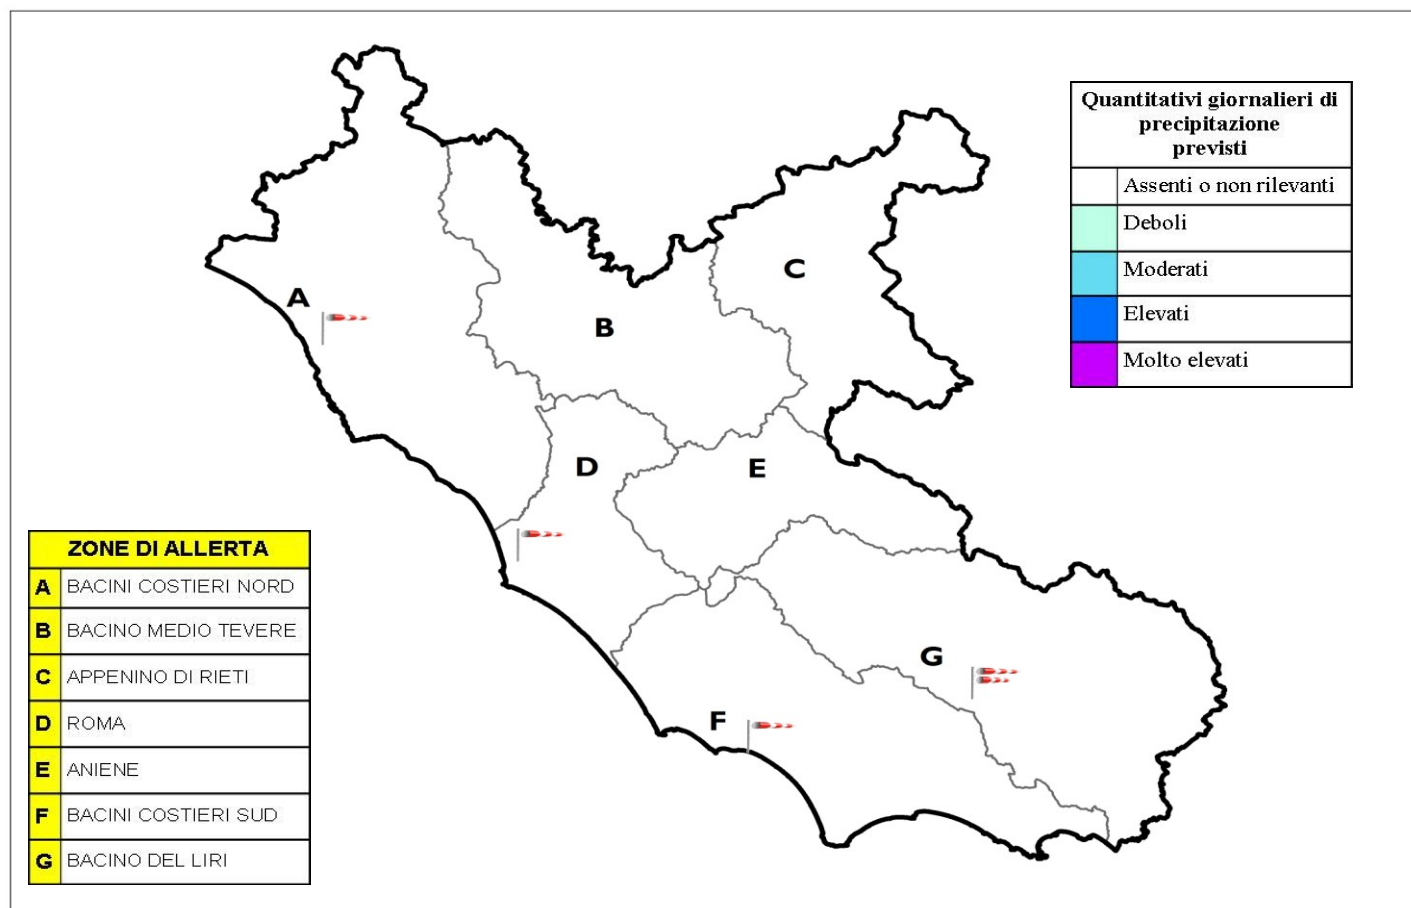 Quantitativi giornalieri di
precipitazione
previsti
Assenti o non rilevanti
Deboli
Moderati
Elevati
Molto elevati
A
B
C
D
E
F
G
ZONE DI ALLERTA
A BACINI COSTIERI NORD
B BACINO MEDIO TEVERE
C APPENINO DI RIETI
D ROMA
E ANIENE
F BACINI COSTIERI SUD
G BACINO DEL LIRI